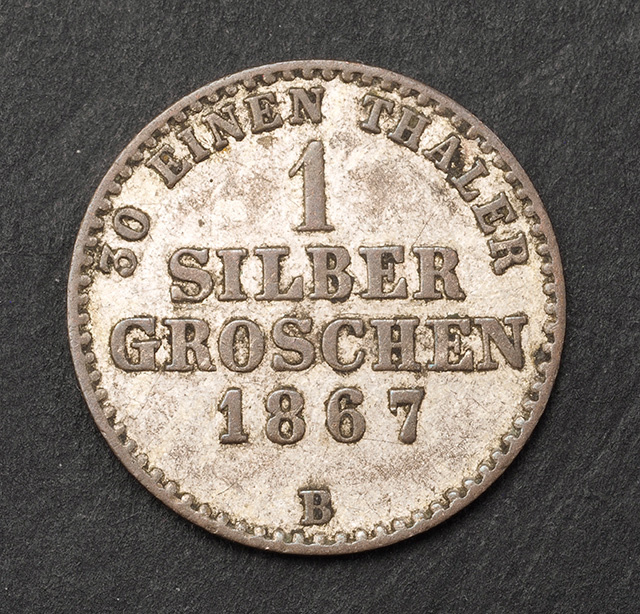 30 EINEN THALER
1
SILBER
GROSCHEN
1867
B